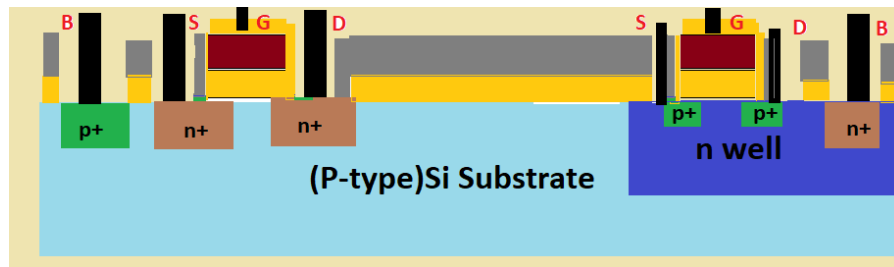 B S G D S G D B
p+ n+ n+ p+ p+ n+
n well
(P-type)Si Substrate